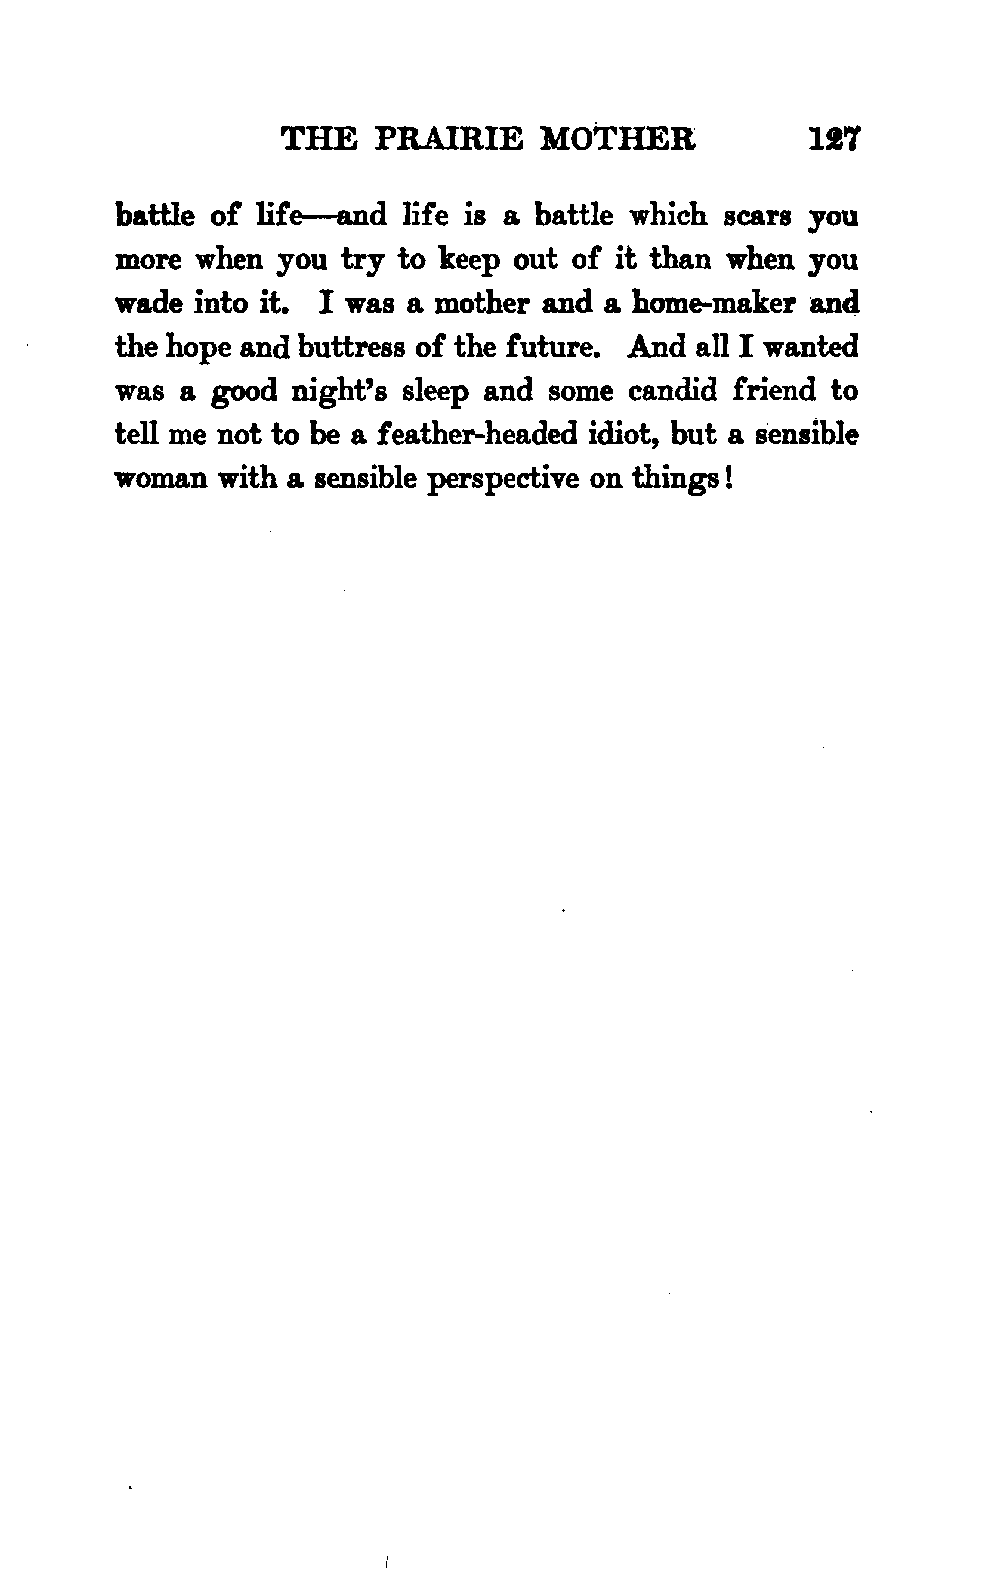 THE PRAIRIE MOTHER 127
battle of life—and life is a battle which scars you
more when you try to keep out of it than when you
wade into it. I was a mother and a home-maker and
the hope and buttress of the future. And all I wanted
was a good night's sleep and some candid friend to
tell me not to be a feather-headed idiot, but a sensible
woman with a sensible perspective on things!